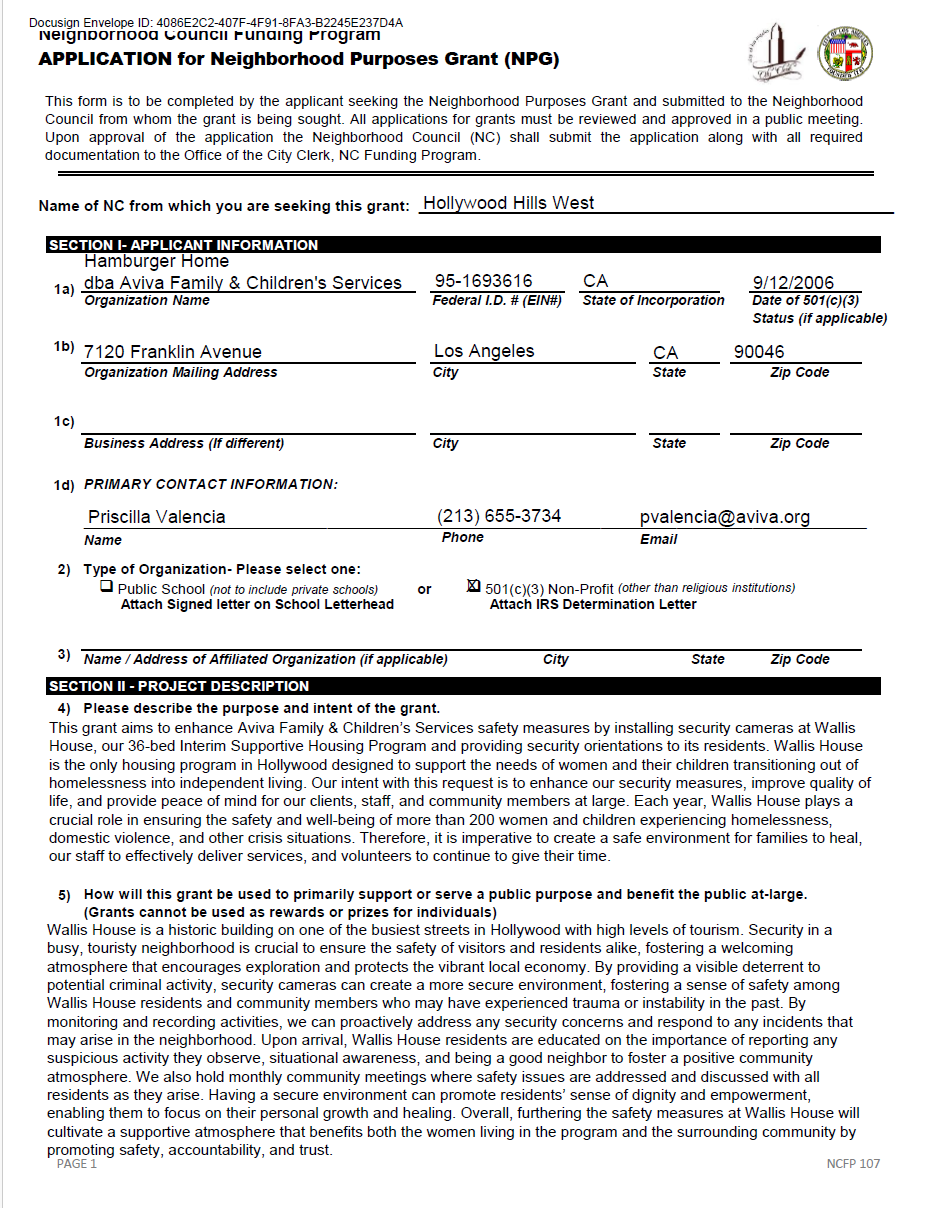 Docusign Envelope ID: 4086E2C2-407F-4F91-8FA3-B2245E237D4A
Neighborhood Council Funding Program
APPLICATION for Neighborhood Purposes Grant (NPG)
This form is to be completed by the applicant seeking the Neighborhood Purposes Grant and submitted to the Neighborhood
Council from whom the grant is being sought. All applications for grants must be reviewed and approved in a public meeting.
Upon approval of the application the Neighborhood Council (NC) shall submit the application along with all required
documentation to the Office of the City Clerk, NC Funding Program.
Name of NC from which you are seeking this grant: Hollywood Hills West
SECTION I- APPLICANT INFORMATION
Hamburger Home
1a) dba Aviva Family & Children's Services 95-1693616 CA 9/12/2006
Organization Name Federal I.D. # (EIN#) State of Incorporation Date of 501(c)(3)
Status (if applicable)
1b) 7120 Franklin Avenue Los Angeles CA 90046
Organization Mailing Address City State Zip Code
1c)
Business Address (If different) City State Zip Code
1d) PRIMARY CONTACT INFORMATION:
Priscilla Valencia (213) 655-3734 pvalencia@aviva.org
Name Phone Email
2) Type of Organization- Please select one:
Public School (not to include private schools) or 501(c)(3) Non-Profit (other than religious institutions)
Attach Signed letter on School Letterhead Attach IRS Determination Letter
3) Name / Address of Affiliated Organization (if applicable) City State Zip Code
SECTION II - PROJECT DESCRIPTION
4) Please describe the purpose and intent of the grant.
This grant aims to enhance Aviva Family & Children's Services safety measures by installing security cameras at Wallis
House, our 36-bed Interim Supportive Housing Program and providing security orientations to its residents. Wallis House
is the only housing program in Hollywood designed to support the needs of women and their children transitioning out of
homelessness into independent living. Our intent with this request is to enhance our security measures, improve quality of
life, and provide peace of mind for our clients, staff, and community members at large. Each year, Wallis House plays a
crucial role in ensuring the safety and well-being of more than 200 women and children experiencing homelessness,
domestic violence, and other crisis situations. Therefore, it is imperative to create a safe environment for families to heal,
our staff to effectively deliver services, and volunteers to continue to give their time.
5) How will this grant be used to primarily support or serve a public purpose and benefit the public at-large.
(Grants cannot be used as rewards or prizes for individuals)
Wallis House is a historic building on one of the busiest streets in Hollywood with high levels of tourism. Security in a
busy, touristy neighborhood is crucial to ensure the safety of visitors and residents alike, fostering a welcoming
atmosphere that encourages exploration and protects the vibrant local economy. By providing a visible deterrent to
potential criminal activity, security cameras can create a more secure environment, fostering a sense of safety among
Wallis House residents and community members who may have experienced trauma or instability in the past. By
monitoring and recording activities, we can proactively address any security concerns and respond to any incidents that
may arise in the neighborhood. Upon arrival, Wallis House residents are educated on the importance of reporting any
suspicious activity they observe, situational awareness, and being a good neighbor to foster a positive community
atmosphere. We also hold monthly community meetings where safety issues are addressed and discussed with all
residents as they arise. Having a secure environment can promote residents' sense of dignity and empowerment,
enabling them to focus on their personal growth and healing. Overall, furthering the safety measures at Wallis House will
cultivate a supportive atmosphere that benefits both the women living in the program and the surrounding community by
promoting safety, accountability, and trust.
PAGE 1 NCFP 107